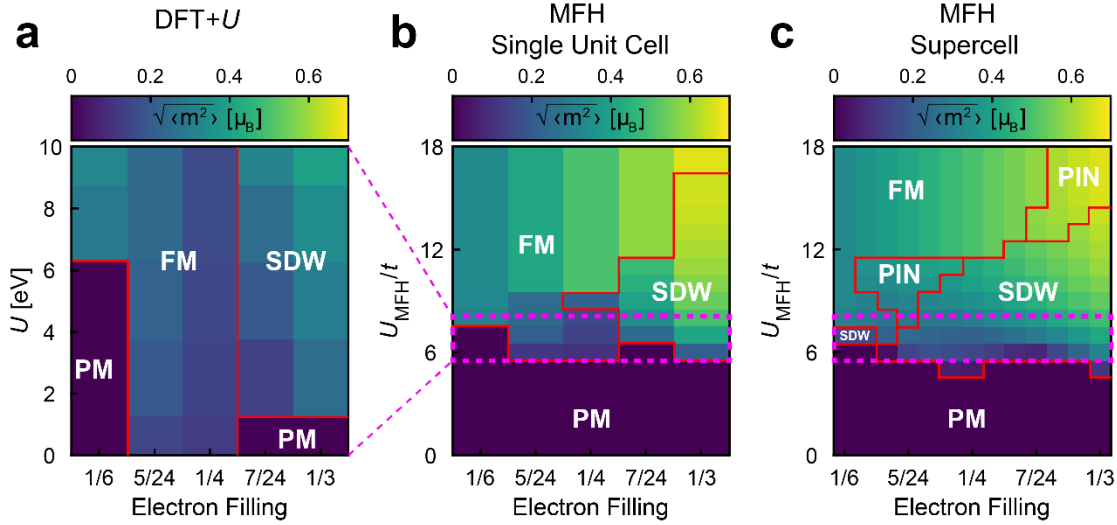 a
DFT+U
0 0.2 0.4 0.6
√⟨m²⟩ [μB]
10
8
6
4
2
0
U [eV]
PM
FM
SDW
PM
1/6 5/24 1/4 7/24 1/3
Electron Filling
b
MFH
Single Unit Cell
0 0.2 0.4 0.6
√⟨m²⟩ [μB]
18
12
6
0
UMFH/t
FM
SDW
PM
1/6 5/24 1/4 7/24 1/3
Electron Filling
c
MFH
Supercell
0 0.2 0.4 0.6
√⟨m²⟩ [μB]
18
12
6
0
UMFH/t
FM
PIN
PIN
SDW
SDW
PM
1/6 5/24 1/4 7/24 1/3
Electron Filling